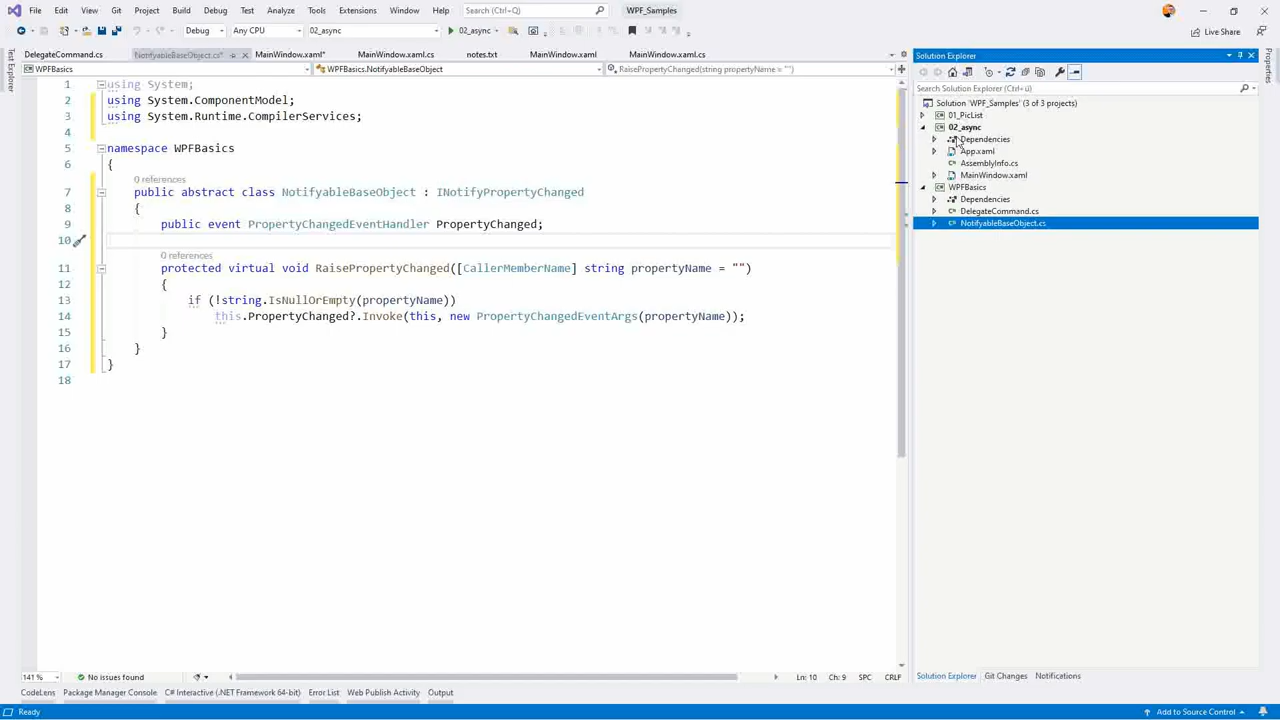 File Edit View Project Build Debug Test Analyze Tools Extensions Window Help Search (Ctrl+Q) WPF_Samples
Debug Any CPU 02_async 02_async Live Share
DelegateCommand.cs NotifyableBaseObject.cs* MainWindow.xaml* MainWindow.xaml.cs notes.txt MainWindow.xaml MainWindow.xaml.cs
WPFBasics WPFBasics.NotifyableBaseObject RaisePropertyChanged(string propertyName = "")
Test Explorer
1 using System;
2 using System.ComponentModel;
3 using System.Runtime.CompilerServices;
4
5 namespace WPFBasics
6 {
0 references
7 public abstract class NotifyableBaseObject : INotifyPropertyChanged
8 {
9 public event PropertyChangedEventHandler PropertyChanged;
10
0 references
11 protected virtual void RaisePropertyChanged([CallerMemberName] string propertyName = "")
12 {
13 if (!string.IsNullOrEmpty(propertyName))
14 this.PropertyChanged?.Invoke(this, new PropertyChangedEventArgs(propertyName));
15 }
16 }
17 }
18
141 % No issues found Ln: 10 Ch: 9 SPC CRLF
CodeLens Package Manager Console C# Interactive (.NET Framework 64-bit) Error List Web Publish Activity Output
Solution Explorer
Search Solution Explorer (Ctrl+ü)
Solution 'WPF_Samples' (3 of 3 projects)
01_PicList
02_async
Dependencies
App.xaml
AssemblyInfo.cs
MainWindow.xaml
WPFBasics
Dependencies
DelegateCommand.cs
NotifyableBaseObject.cs
Solution Explorer Git Changes Notifications
Properties
Ready Add to Source Control